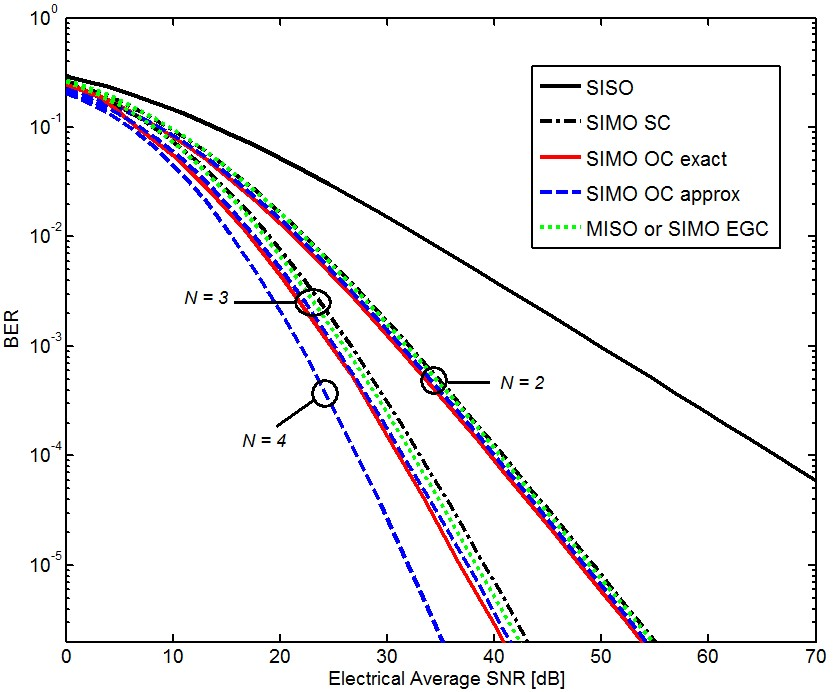 10^0
10^-1
10^-2
10^-3
10^-4
10^-5
BER
SISO
SIMO SC
SIMO OC exact
SIMO OC approx
MISO or SIMO EGC
N = 3
N = 2
N = 4
0 10 20 30 40 50 60 70
Electrical Average SNR [dB]